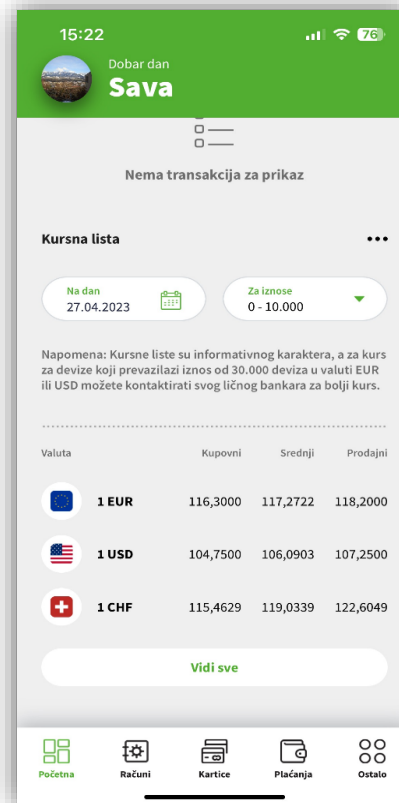 15:22
76
Dobar dan
Sava
Nema transakcija za prikaz
Kursna lista
Na dan
27.04.2023
Za iznose
0 - 10.000
Napomena: Kursne liste su informativnog karaktera, a za kurs
za devize koji prevazilazi iznos od 30.000 deviza u valuti EUR
ili USD možete kontaktirati svog ličnog bankara za bolji kurs.
Valuta Kupovni Srednji Prodajni
1 EUR 116,3000 117,2722 118,2000
1 USD 104,7500 106,0903 107,2500
1 CHF 115,4629 119,0339 122,6049
Vidi sve
Početna Računi Kartice Plaćanja Ostalo